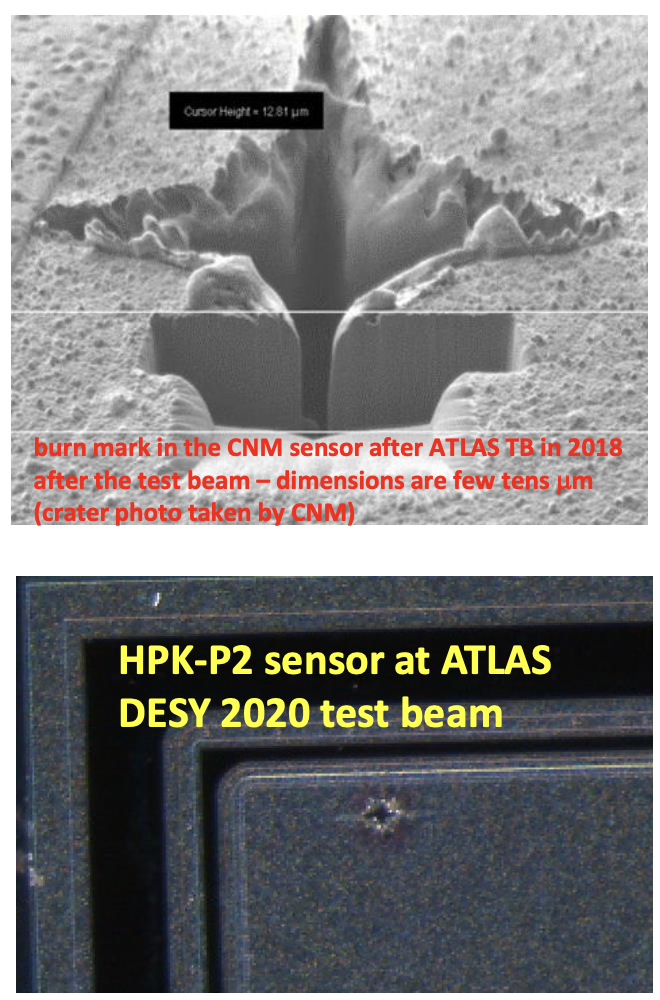 Cursor Height = 12.81 µm
burn mark in the CNM sensor after ATLAS TB in 2018
after the test beam – dimensions are few tens µm
(crater photo taken by CNM)
HPK-P2 sensor at ATLAS
DESY 2020 test beam